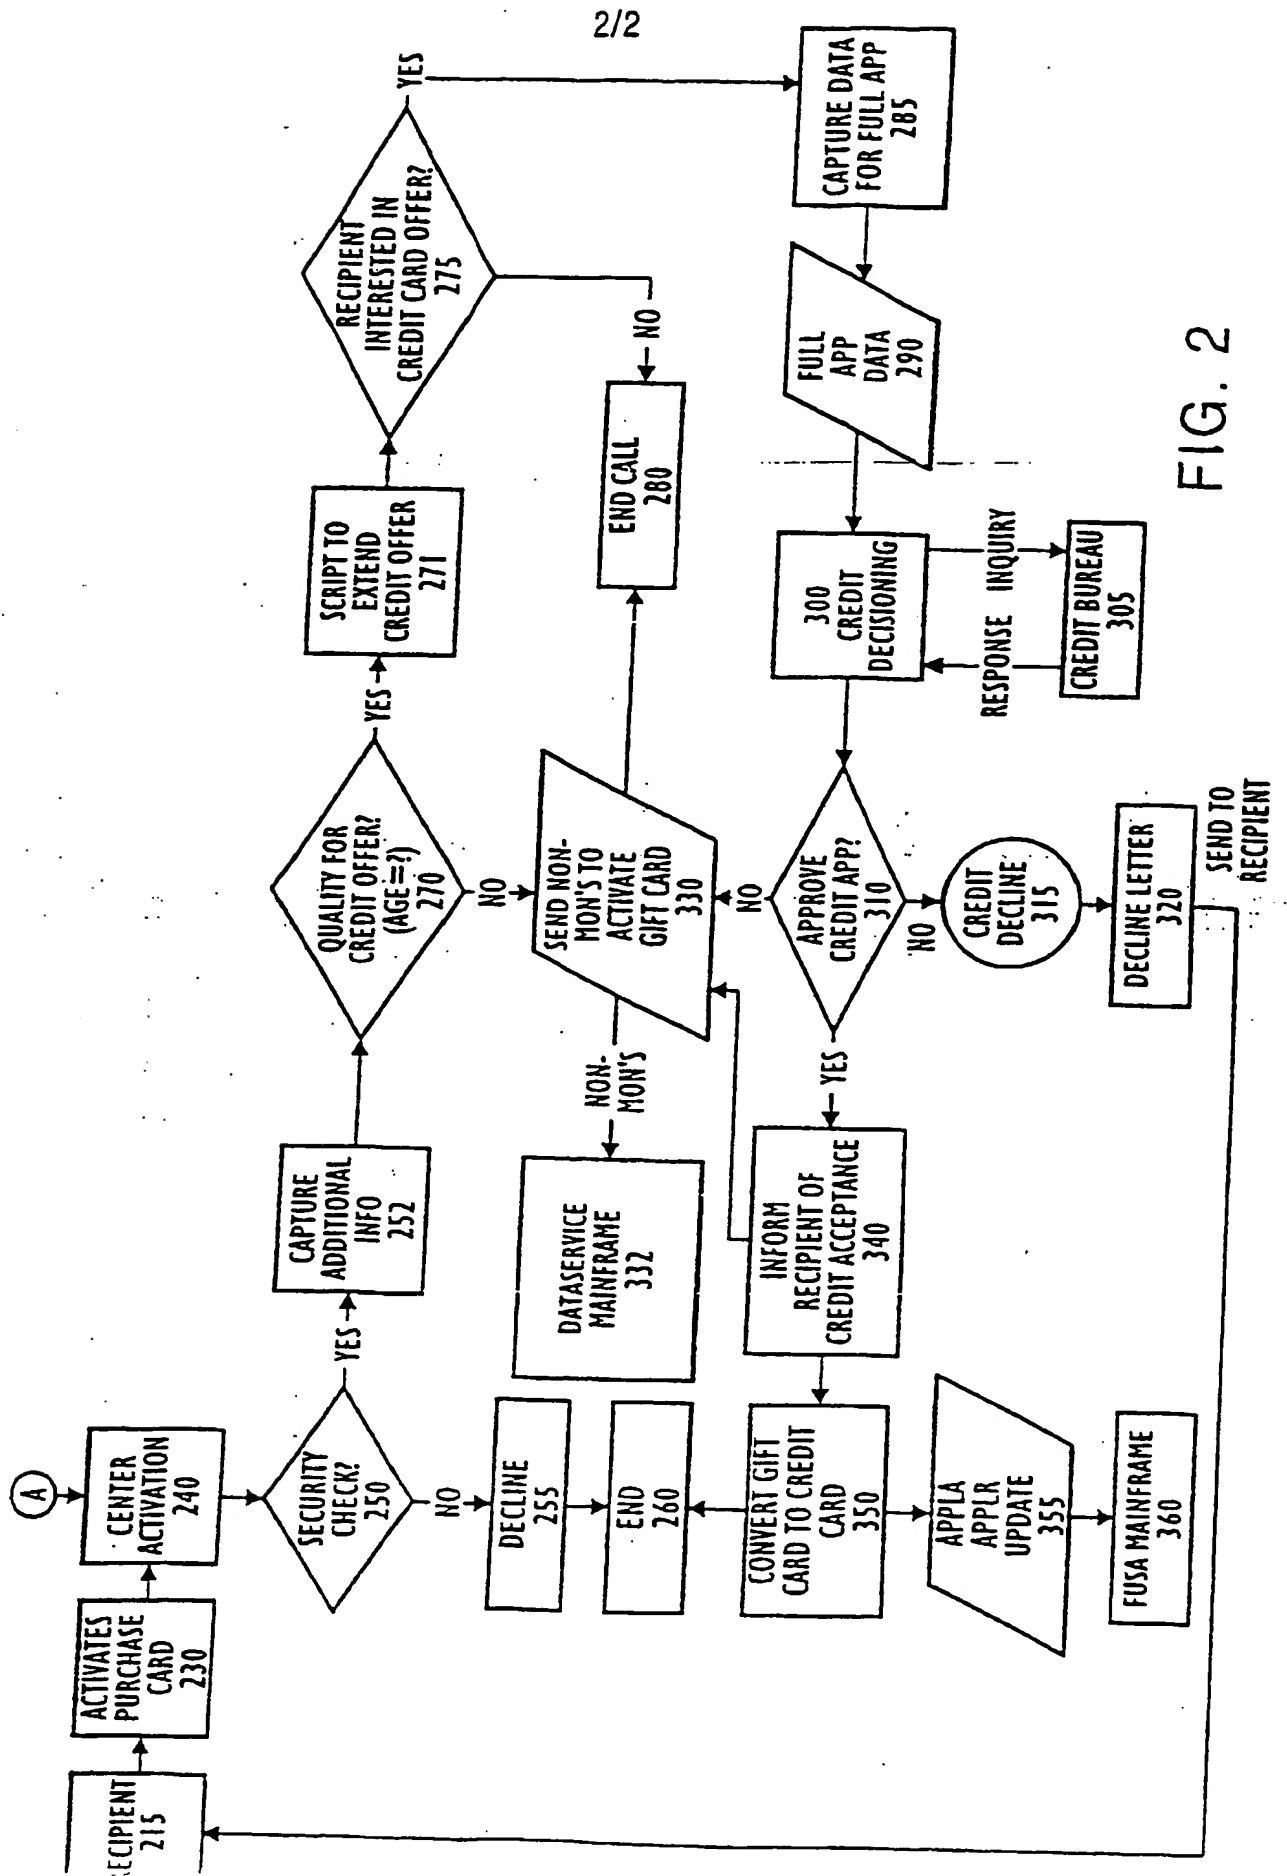 2/2
A
RECIPIENT
215
ACTIVATES
PURCHASE
CARD
230
CENTER
ACTIVATION
240
SECURITY
CHECK?
250
YES
NO
CAPTURE
ADDITIONAL
INFO
252
QUALITY FOR
CREDIT OFFER?
(AGE=?)
270
YES
NO
SCRIPT TO
EXTEND
CREDIT OFFER
271
RECIPIENT
INTERESTED IN
CREDIT CARD OFFER?
275
YES
NO
DECLINE
255
END
260
DATASERVICE
MAINFRAME
332
NON-
MON'S
SEND NON-
MON'S TO
ACTIVATE
GIFT CARD
330
END CALL
280
CAPTURE DATA
FOR FULL APP
285
FULL
APP
DATA
290
300
CREDIT
DECISIONING
RESPONSE
INQUIRY
CREDIT BUREAU
305
APPROVE
CREDIT APP?
310
NO
NO
YES
CREDIT
DECLINE
315
DECLINE LETTER
320
SEND TO
RECIPIENT
INFORM
RECIPIENT OF
CREDIT ACCEPTANCE
340
CONVERT GIFT
CARD TO CREDIT
CARD
350
APPLA
APPLR
UPDATE
355
FUSA MAINFRAME
360
FIG. 2